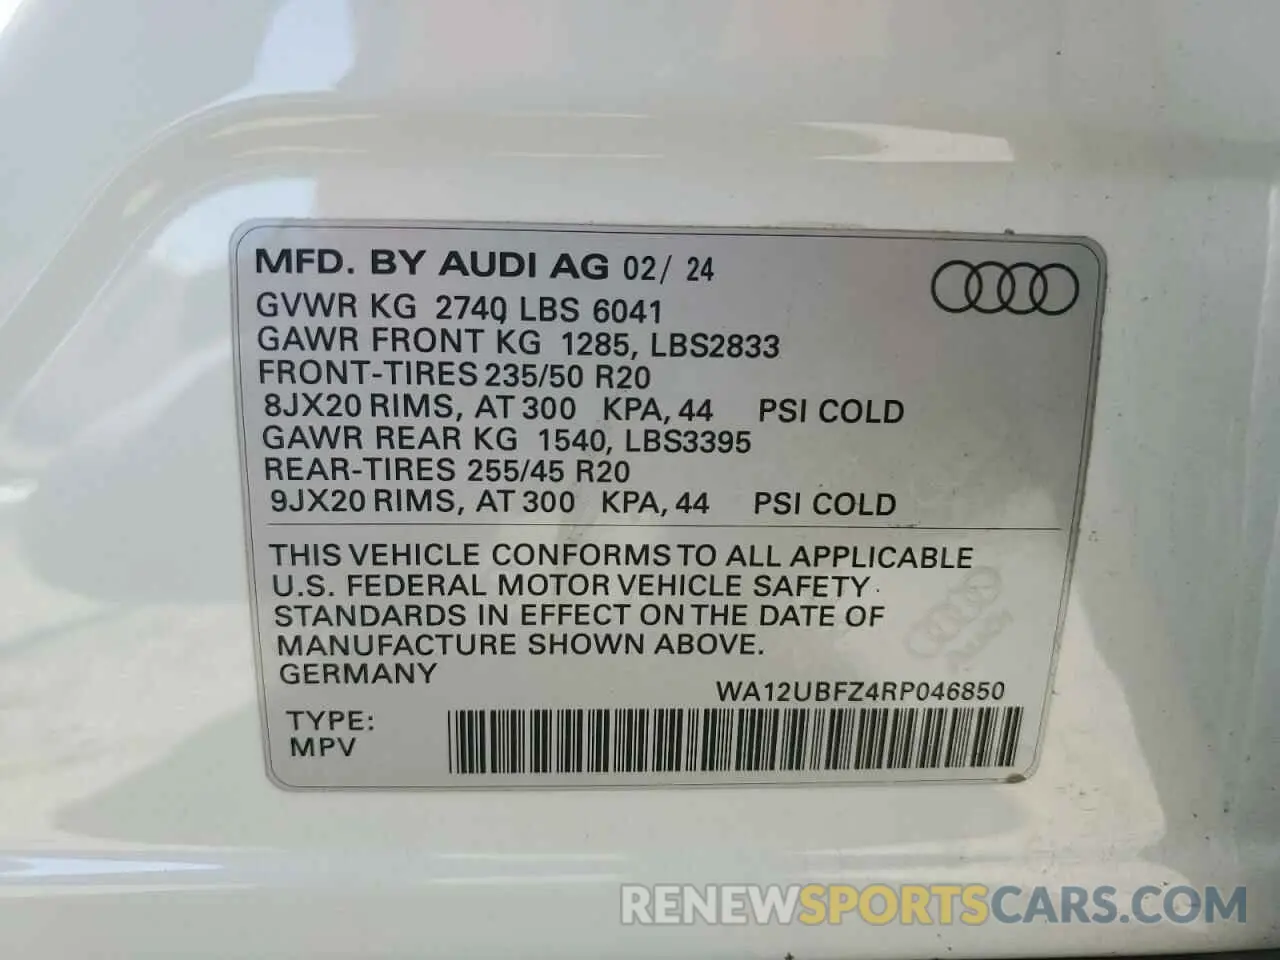 MFD. BY AUDI AG 02/ 24
GVWR KG 2740 LBS 6041
GAWR FRONT KG 1285, LBS2833
FRONT-TIRES 235/50 R20
8JX20 RIMS, AT 300 KPA, 44 PSI COLD
GAWR REAR KG 1540, LBS3395
REAR-TIRES 255/45 R20
9JX20 RIMS, AT 300 KPA, 44 PSI COLD
THIS VEHICLE CONFORMS TO ALL APPLICABLE
U.S. FEDERAL MOTOR VEHICLE SAFETY
STANDARDS IN EFFECT ON THE DATE OF
MANUFACTURE SHOWN ABOVE.
GERMANY
WA12UBFZ4RP046850
TYPE:
MPV
RENEWSPORTSCARS.COM